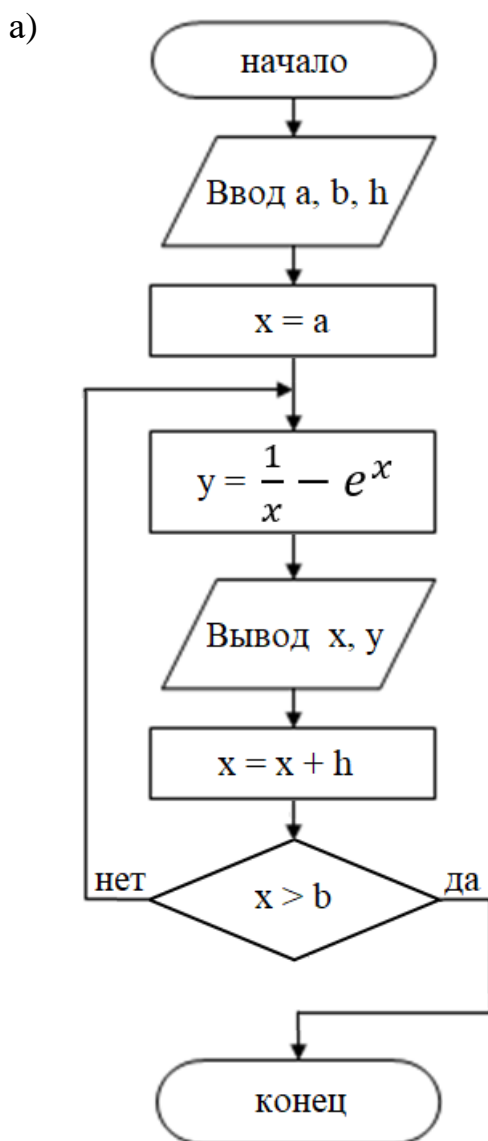 а)
начало
Ввод a, b, h
x = a
y = 1/x − e^x
Вывод x, y
x = x + h
нет
x > b
да
конец